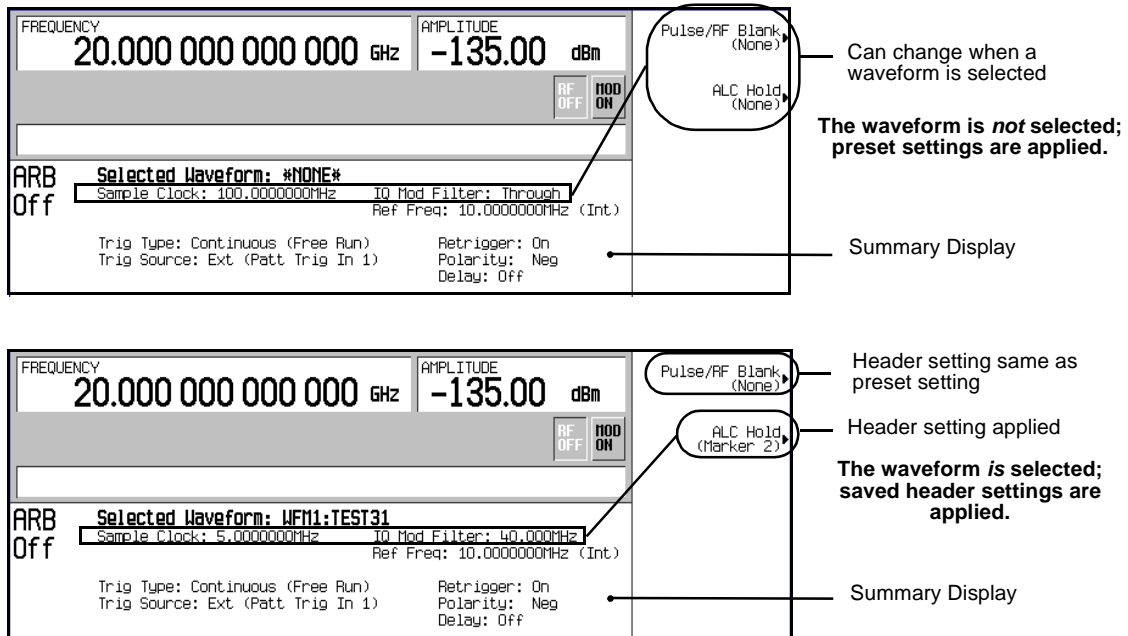 FREQUENCY
20.000 000 000 000 GHz
AMPLITUDE
-135.00 dBm
RF OFF
MOD ON
Pulse/RF Blank
(None)
ALC Hold
(None)
Can change when a
waveform is selected
The waveform is not selected;
preset settings are applied.
ARB
Off
Selected Waveform: *NONE*
Sample Clock: 100.0000000MHz IQ Mod Filter: Through
Ref Freq: 10.0000000MHz (Int)
Trig Type: Continuous (Free Run) Retrigger: On
Trig Source: Ext (Patt Trig In 1) Polarity: Neg
Delay: Off
Summary Display
FREQUENCY
20.000 000 000 000 GHz
AMPLITUDE
-135.00 dBm
RF OFF
MOD ON
Pulse/RF Blank
(None)
ALC Hold
(Marker 2)
Header setting same as
preset setting
Header setting applied
The waveform is selected;
saved header settings are
applied.
ARB
Off
Selected Waveform: WFM1:TEST31
Sample Clock: 5.0000000MHz IQ Mod Filter: 40.000MHz
Ref Freq: 10.0000000MHz (Int)
Trig Type: Continuous (Free Run) Retrigger: On
Trig Source: Ext (Patt Trig In 1) Polarity: Neg
Delay: Off
Summary Display